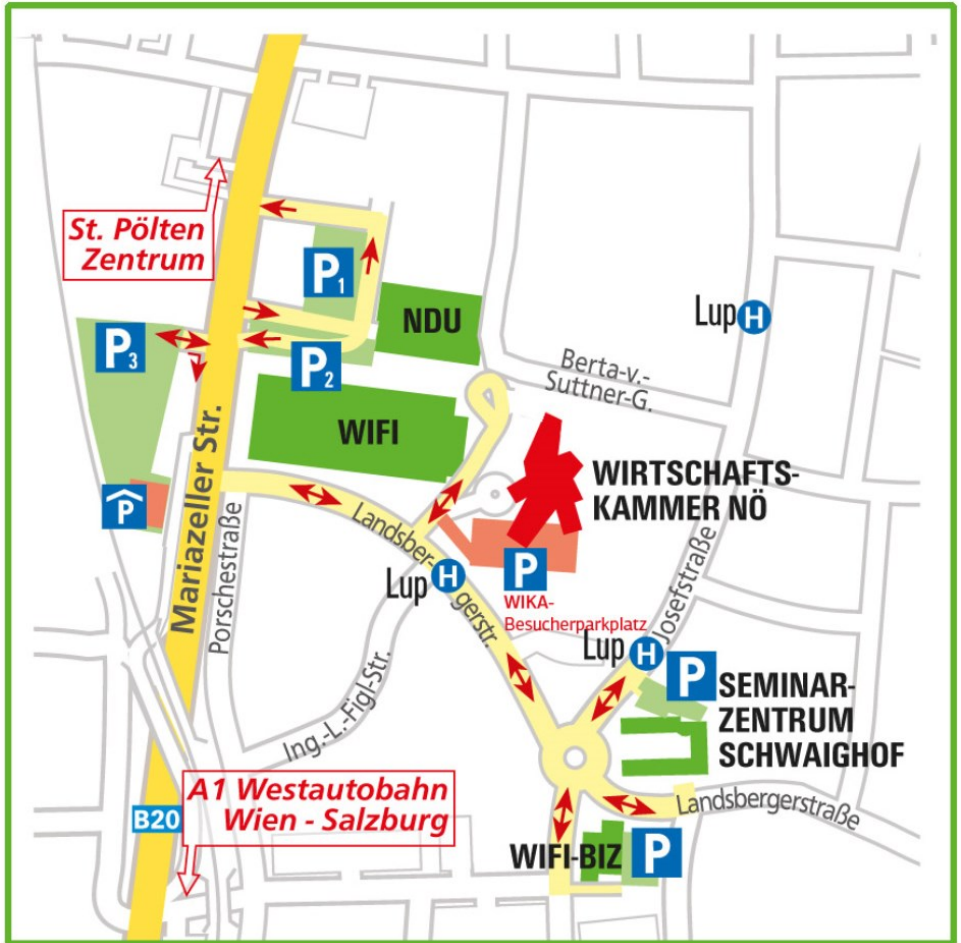 St. Pölten
Zentrum
P1
NDU
Lup H
P3
P2
Berta-v.-
Suttner-G.
WIFI
WIRTSCHAFTS-
KAMMER NÖ
P
Mariazeller Str.
Porschestraße
Landsber-
gerstr.
Lup H
P
WIKA-
Besucherparkplatz
Josefstraße
Lup H
P
SEMINAR-
ZENTRUM
SCHWAIGHOF
Ing.-L.-Figl-Str.
A1 Westautobahn
Wien - Salzburg
B20
Landsbergerstraße
WIFI-BIZ
P